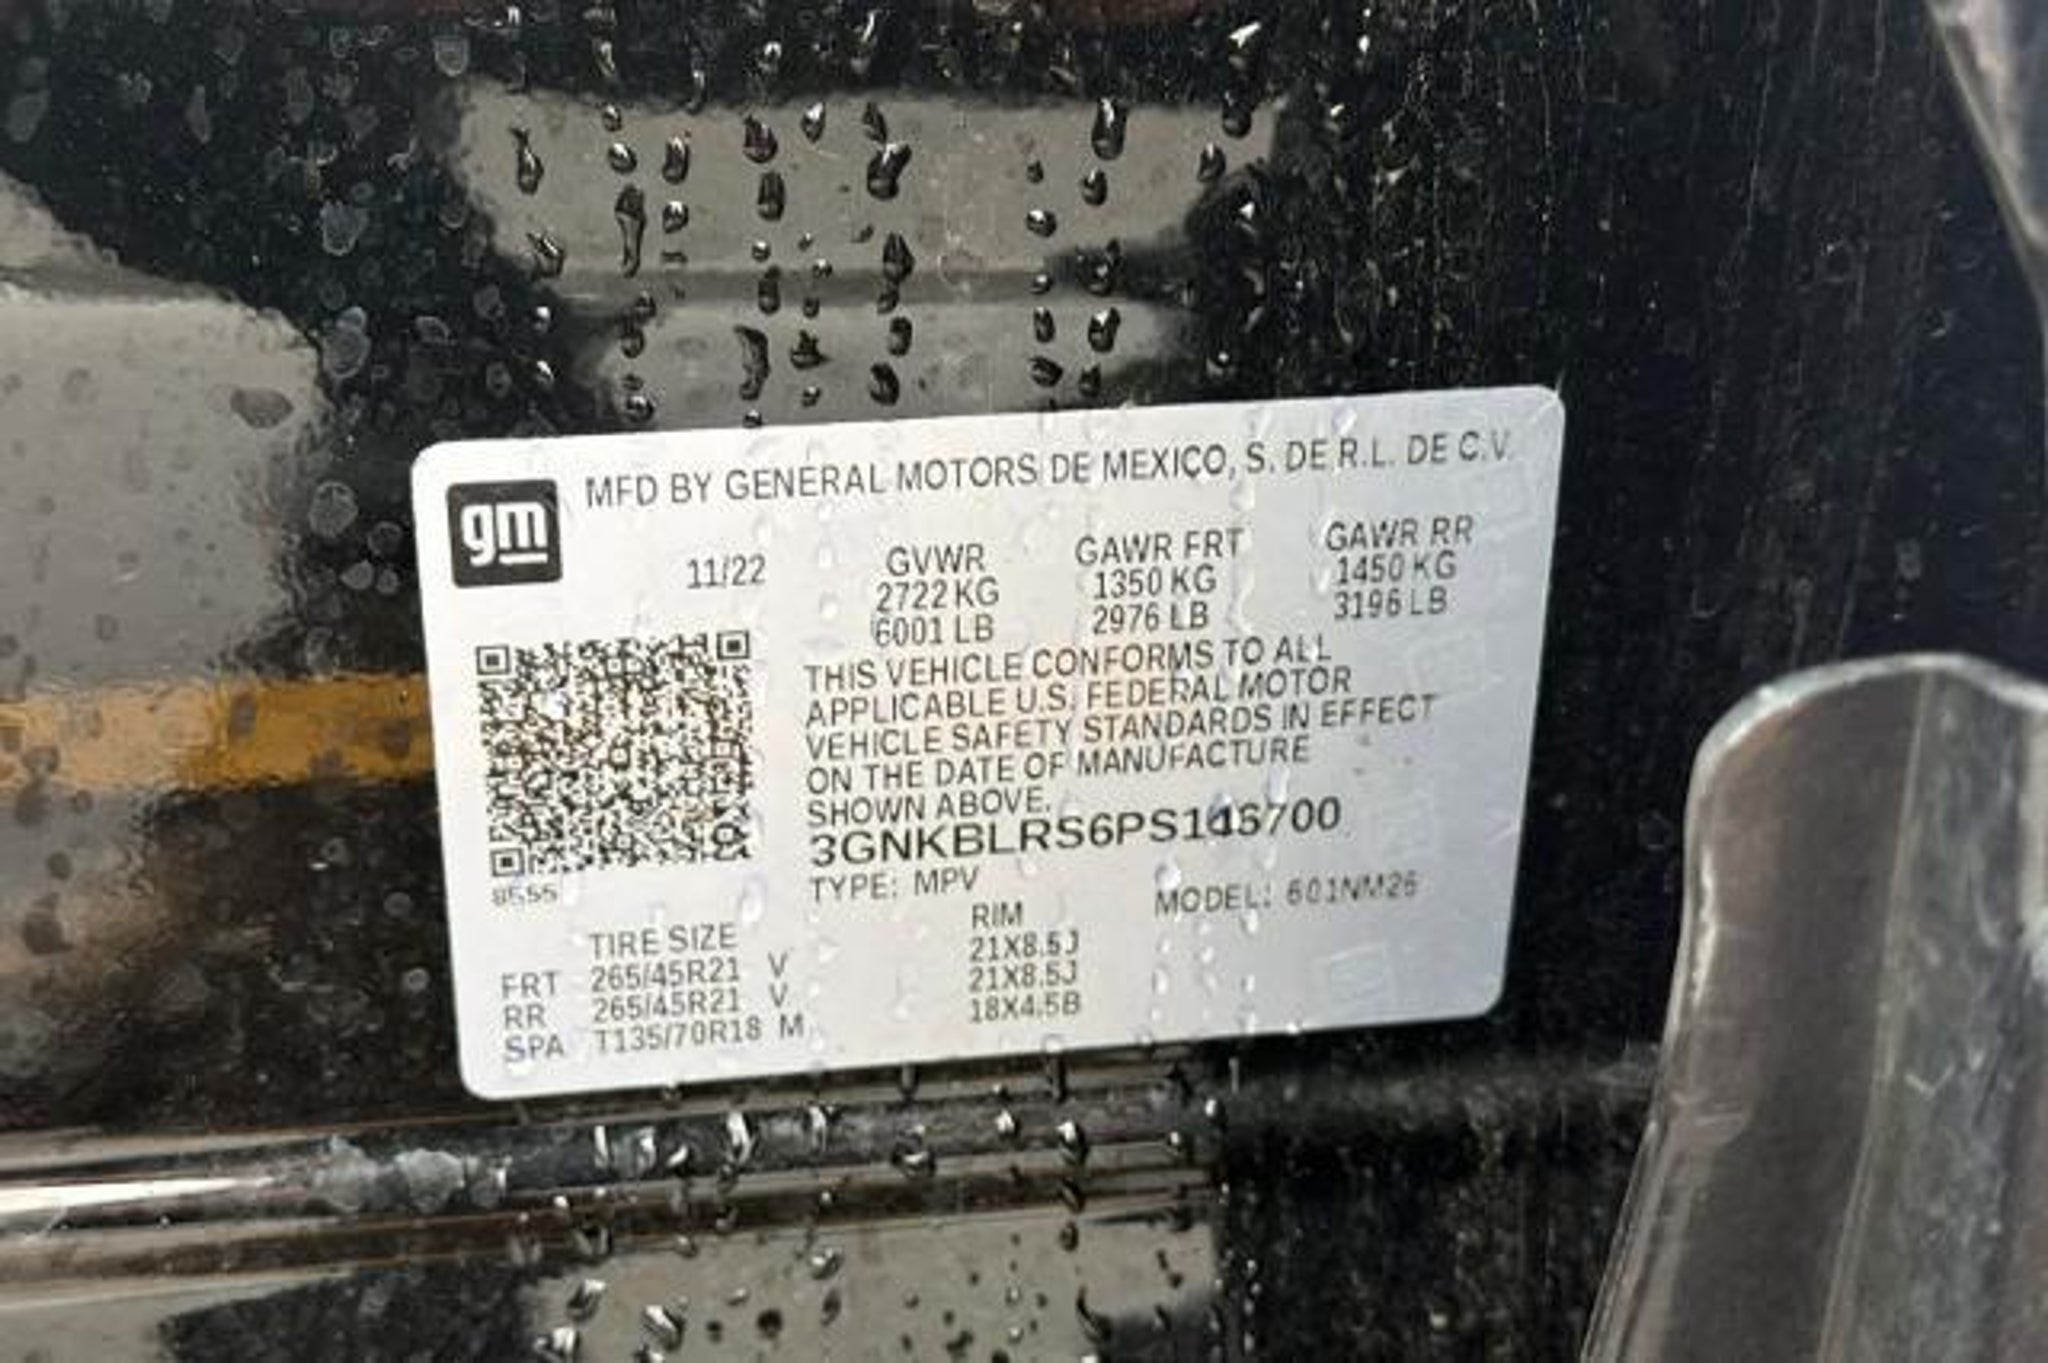 gm
MFD BY GENERAL MOTORS DE MEXICO, S. DE R.L. DE C.V.
11/22
GVWR GAWR FRT GAWR RR
2722 KG 1350 KG 1450 KG
6001 LB 2976 LB 3196 LB
THIS VEHICLE CONFORMS TO ALL
APPLICABLE U.S. FEDERAL MOTOR
VEHICLE SAFETY STANDARDS IN EFFECT
ON THE DATE OF MANUFACTURE
SHOWN ABOVE.
3GNKBLRS6PS146700
TYPE: MPV MODEL: 601NM26
8555
TIRE SIZE RIM
FRT 265/45R21 V 21X8.5J
RR 265/45R21 V 21X8.5J
SPA T135/70R18 M 18X4.5B